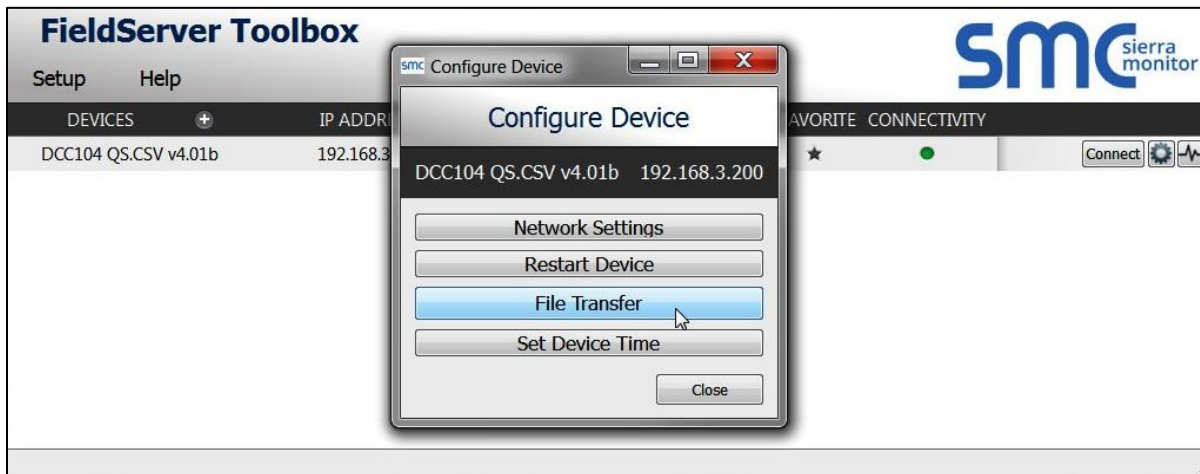 FieldServer Toolbox
smc sierra monitor
Setup Help
smc Configure Device
Configure Device
DEVICES IP ADDR AVORITE CONNECTIVITY
DCC104 QS.CSV v4.01b 192.168.3 Connect
DCC104 QS.CSV v4.01b 192.168.3.200
Network Settings
Restart Device
File Transfer
Set Device Time
Close